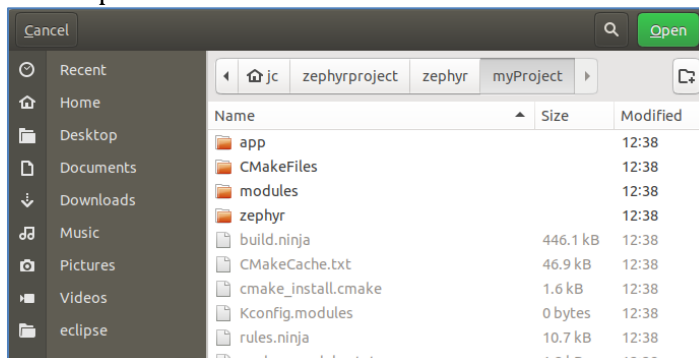 Cancel Open
Recent
Home
Desktop
Documents
Downloads
Music
Pictures
Videos
eclipse
jc zephyrproject zephyr myProject
Name Size Modified
app 12:38
CMakeFiles 12:38
modules 12:38
zephyr 12:38
build.ninja 446.1 kB 12:38
CMakeCache.txt 46.9 kB 12:38
cmake_install.cmake 1.6 kB 12:38
Kconfig.modules 0 bytes 12:38
rules.ninja 10.7 kB 12:38